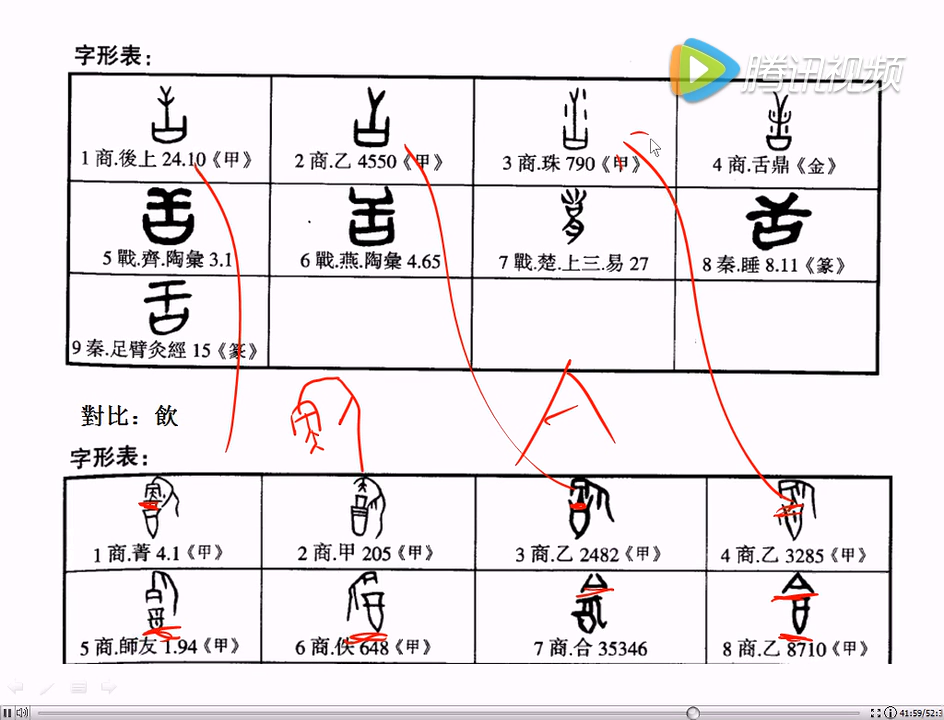 字形表：
腾讯视频
1 商.後上 24.10《甲》
2 商.乙 4550《甲》
3 商.珠 790《甲》
4 商.舌鼎《金》
5 戰.齊.陶彙 3.1
6 戰.燕.陶彙 4.65
7 戰.楚.上三.易 27
8 秦.睡 8.11《篆》
9 秦.足臂灸經 15《篆》
對比：飲
字形表：
1 商.菁 4.1《甲》
2 商.甲 205《甲》
3 商.乙 2482《甲》
4 商.乙 3285《甲》
5 商.師友 1.94《甲》
6 商.佚 648《甲》
7 商.合 35346
8 商.乙 8710《甲》
41:59/52:3